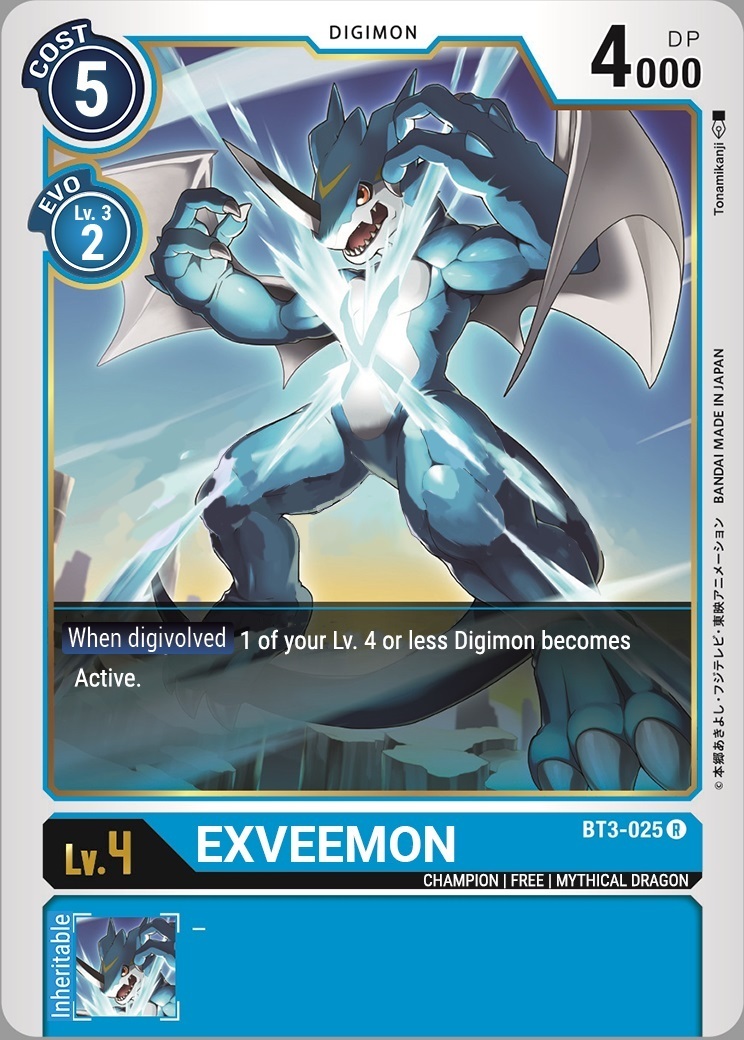 DIGIMON
COST
5
DP
4000
EVO
Lv. 3
2
Tonamikanji
BANDAI MADE IN JAPAN
© 本郷あきよし・フジテレビ・東映アニメーション
When digivolved 1 of your Lv. 4 or less Digimon becomes
Active.
BT3-025 R
Lv.4 EXVEEMON
CHAMPION | FREE | MYTHICAL DRAGON
Inheritable
–